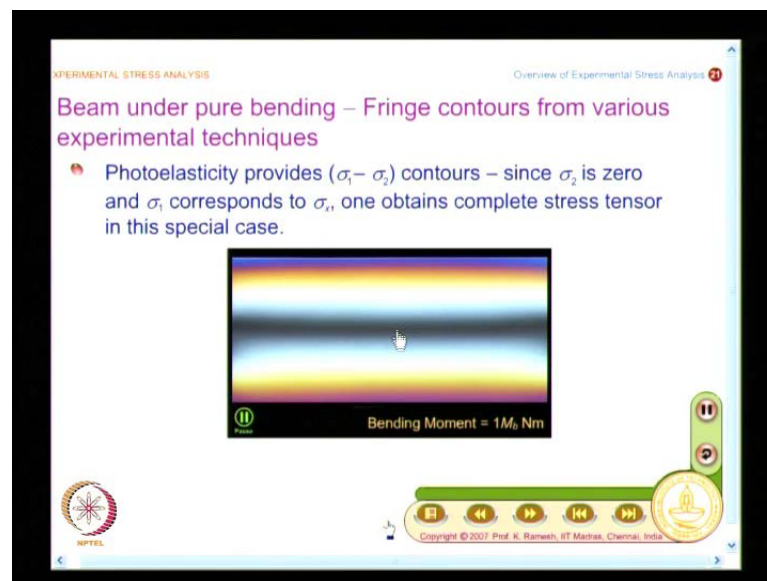 XPERIMENTAL STRESS ANALYSIS
Overview of Experimental Stress Analysis 21
Beam under pure bending – Fringe contours from various
experimental techniques
Photoelasticity provides (σ₁– σ₂) contours – since σ₂ is zero
and σ₁ corresponds to σₓ, one obtains complete stress tensor
in this special case.
Pause
Bending Moment = 1M_b Nm
NPTEL
Copyright © 2007 Prof. K. Ramesh, IIT Madras, Chennai, India